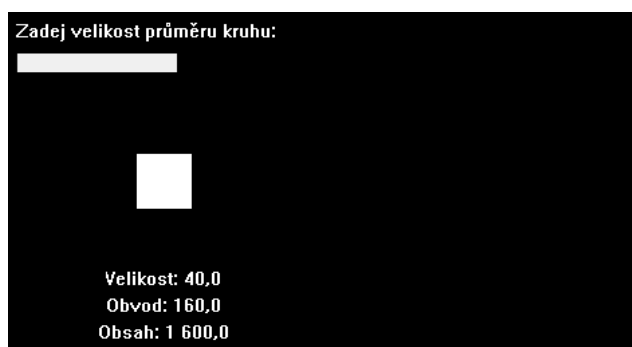 Zadej velikost průměru kruhu:
Velikost: 40,0
Obvod: 160,0
Obsah: 1 600,0